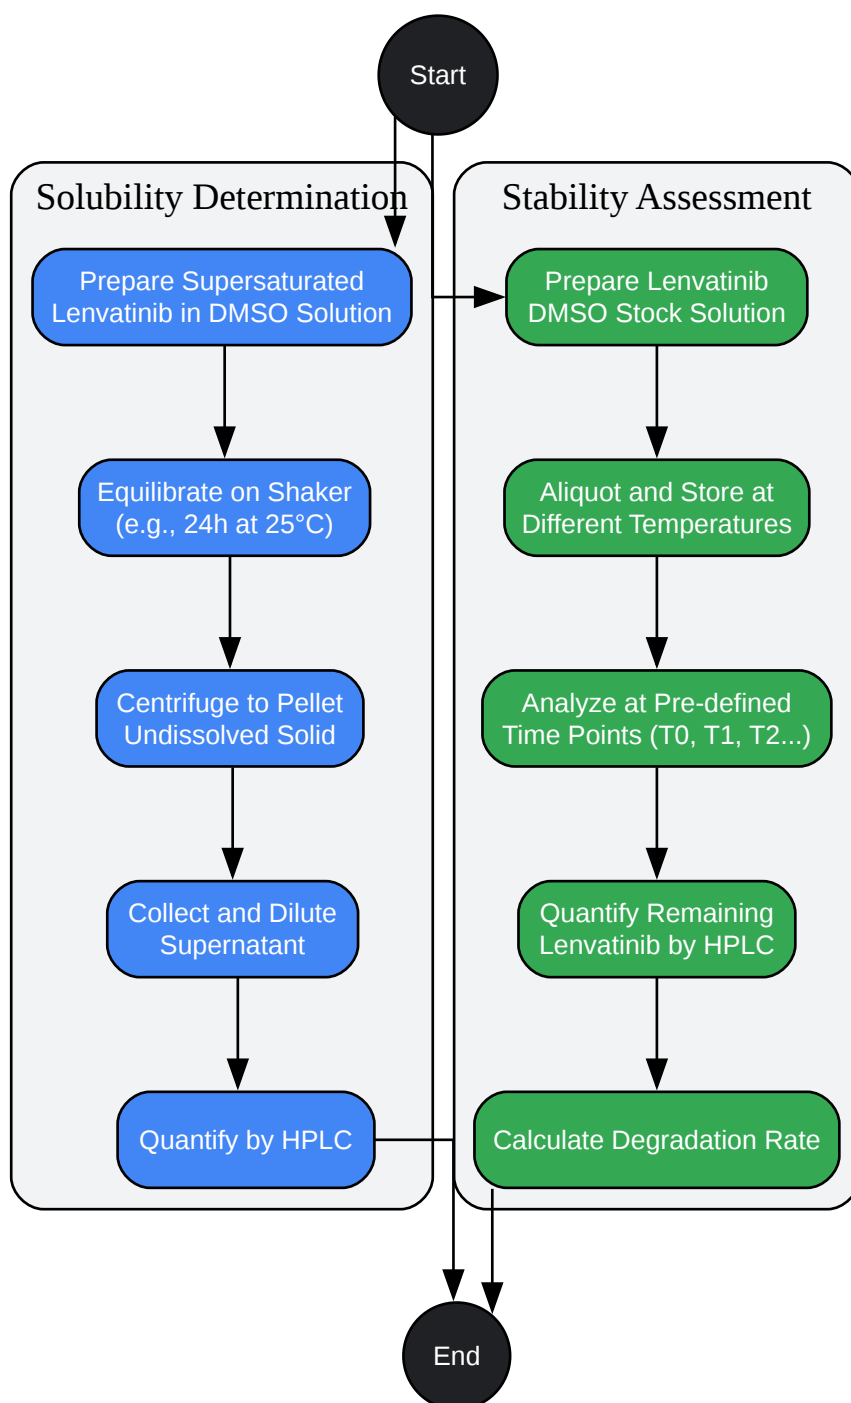 Start
Solubility Determination
Prepare Supersaturated
Lenvatinib in DMSO Solution
Equilibrate on Shaker
(e.g., 24h at 25°C)
Centrifuge to Pellet
Undissolved Solid
Collect and Dilute
Supernatant
Quantify by HPLC
Stability Assessment
Prepare Lenvatinib
DMSO Stock Solution
Aliquot and Store at
Different Temperatures
Analyze at Pre-defined
Time Points (T0, T1, T2...)
Quantify Remaining
Lenvatinib by HPLC
Calculate Degradation Rate
End